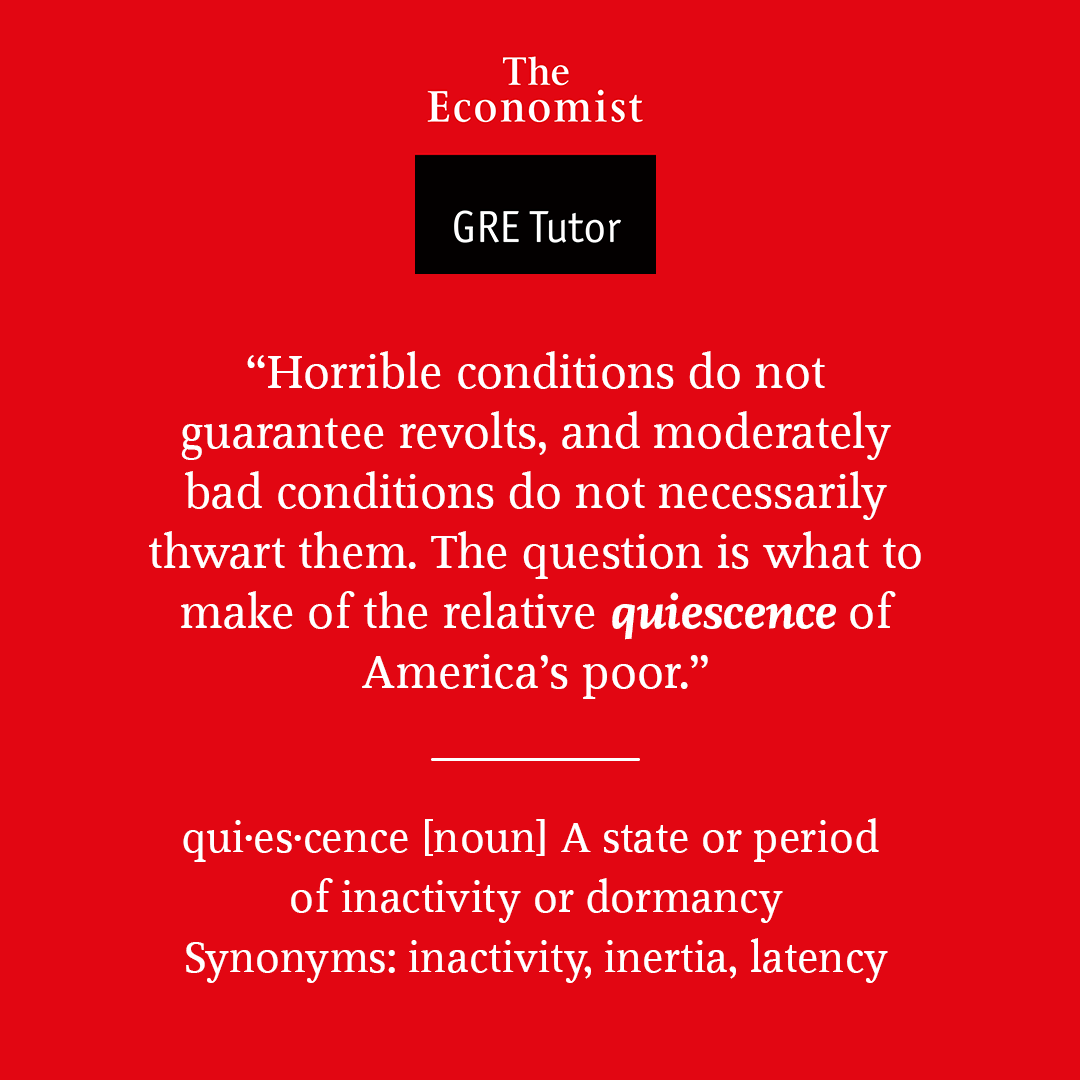 The
Economist
GRE Tutor
“Horrible conditions do not
guarantee revolts, and moderately
bad conditions do not necessarily
thwart them. The question is what to
make of the relative quiescence of
America’s poor.”
qui·es·cence [noun] A state or period
of inactivity or dormancy
Synonyms: inactivity, inertia, latency